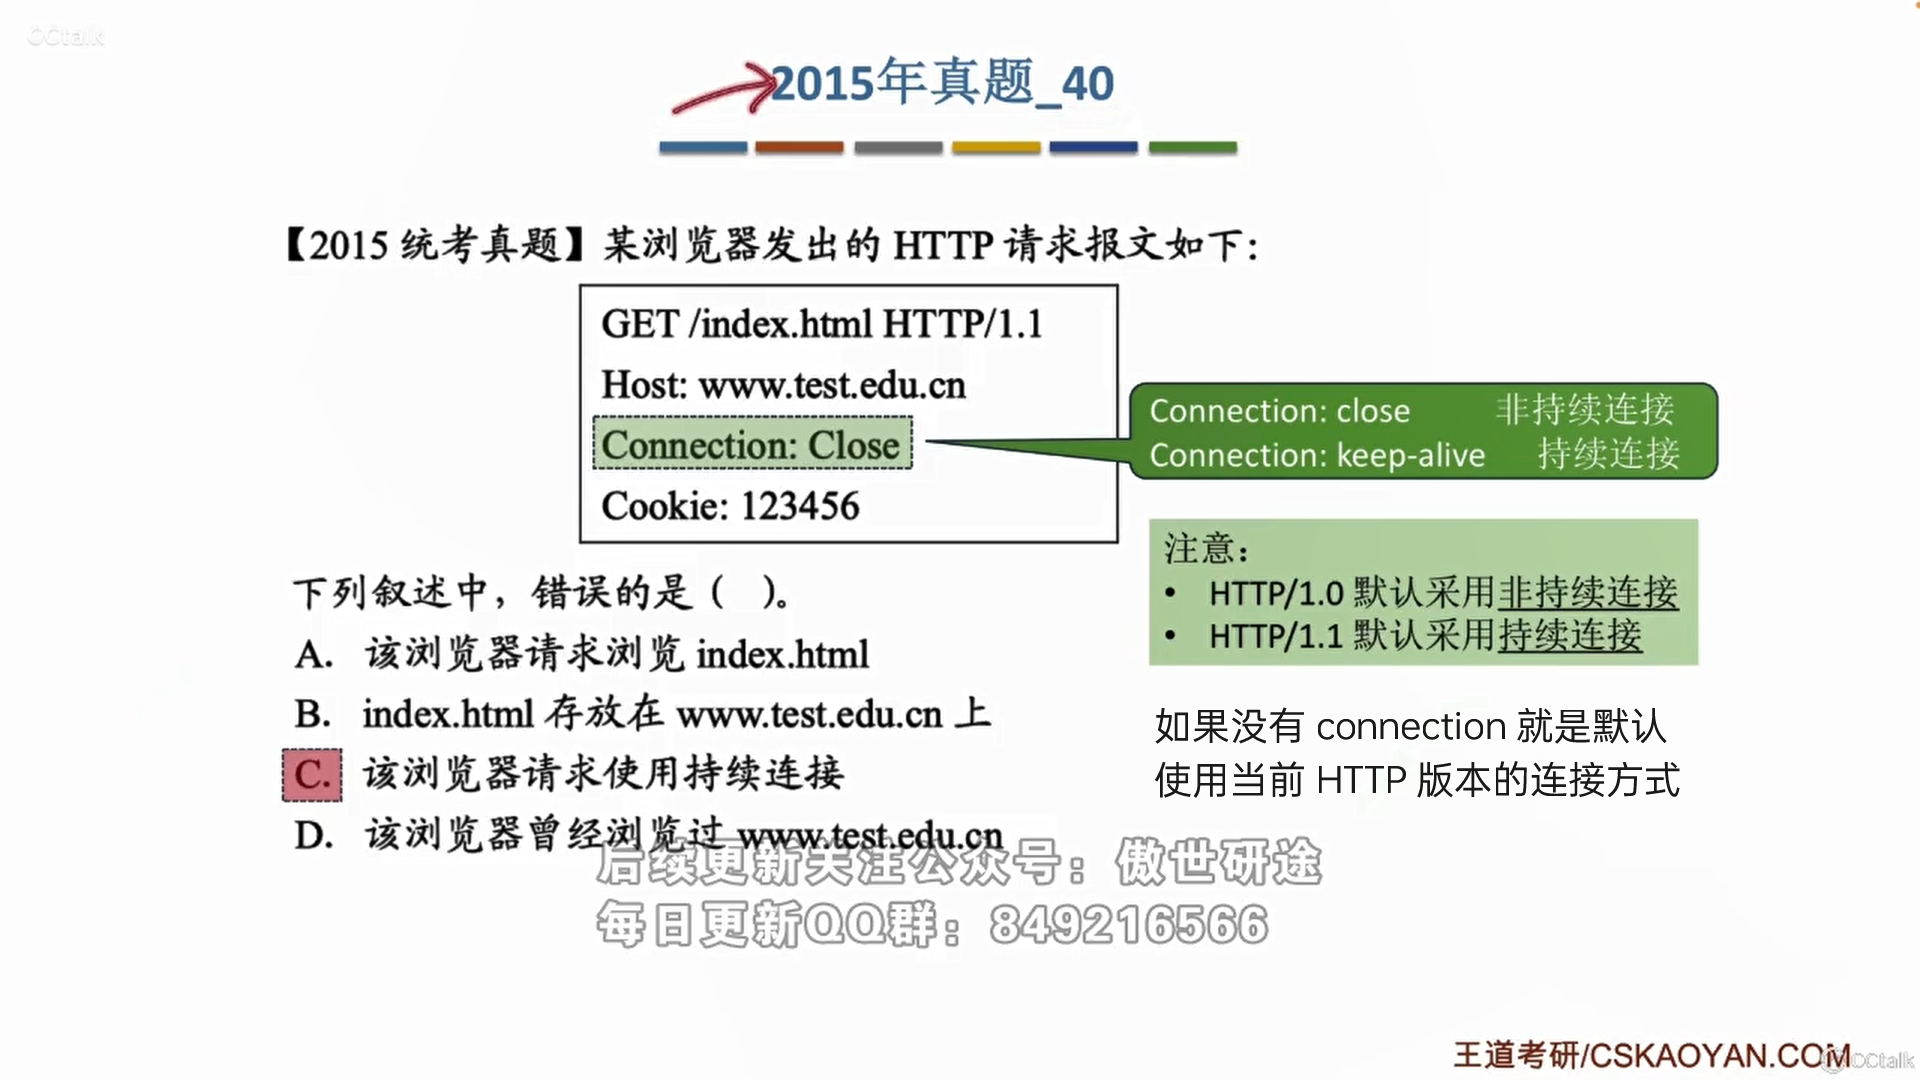 CCtalk
2015年真题_40
【2015 统考真题】某浏览器发出的 HTTP 请求报文如下：
GET /index.html HTTP/1.1
Host: www.test.edu.cn
Connection: Close
Cookie: 123456
Connection: close 非持续连接
Connection: keep-alive 持续连接
注意：
• HTTP/1.0 默认采用非持续连接
• HTTP/1.1 默认采用持续连接
如果没有 connection 就是默认
使用当前 HTTP 版本的连接方式
下列叙述中，错误的是（ ）。
A. 该浏览器请求浏览 index.html
B. index.html 存放在 www.test.edu.cn 上
C. 该浏览器请求使用持续连接
D. 该浏览器曾经浏览过 www.test.edu.cn
后续更新关注公众号：傲世研途
每日更新QQ群：849216566
王道考研/CSKAOYAN.COM
CCtalk